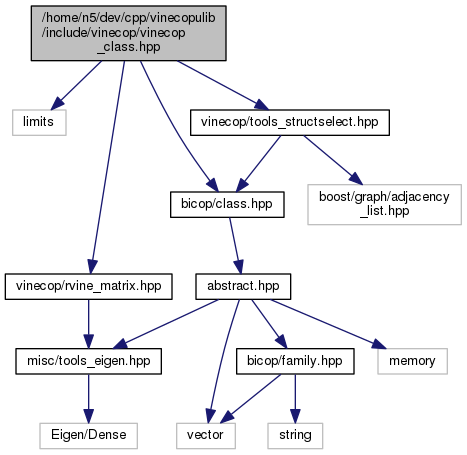 /home/n5/dev/cpp/vinecopulib
/include/vinecop/vinecop
_class.hpp
limits
vinecop/tools_structselect.hpp
bicop/class.hpp
boost/graph/adjacency
_list.hpp
vinecop/rvine_matrix.hpp
abstract.hpp
misc/tools_eigen.hpp
bicop/family.hpp
memory
Eigen/Dense
vector
string